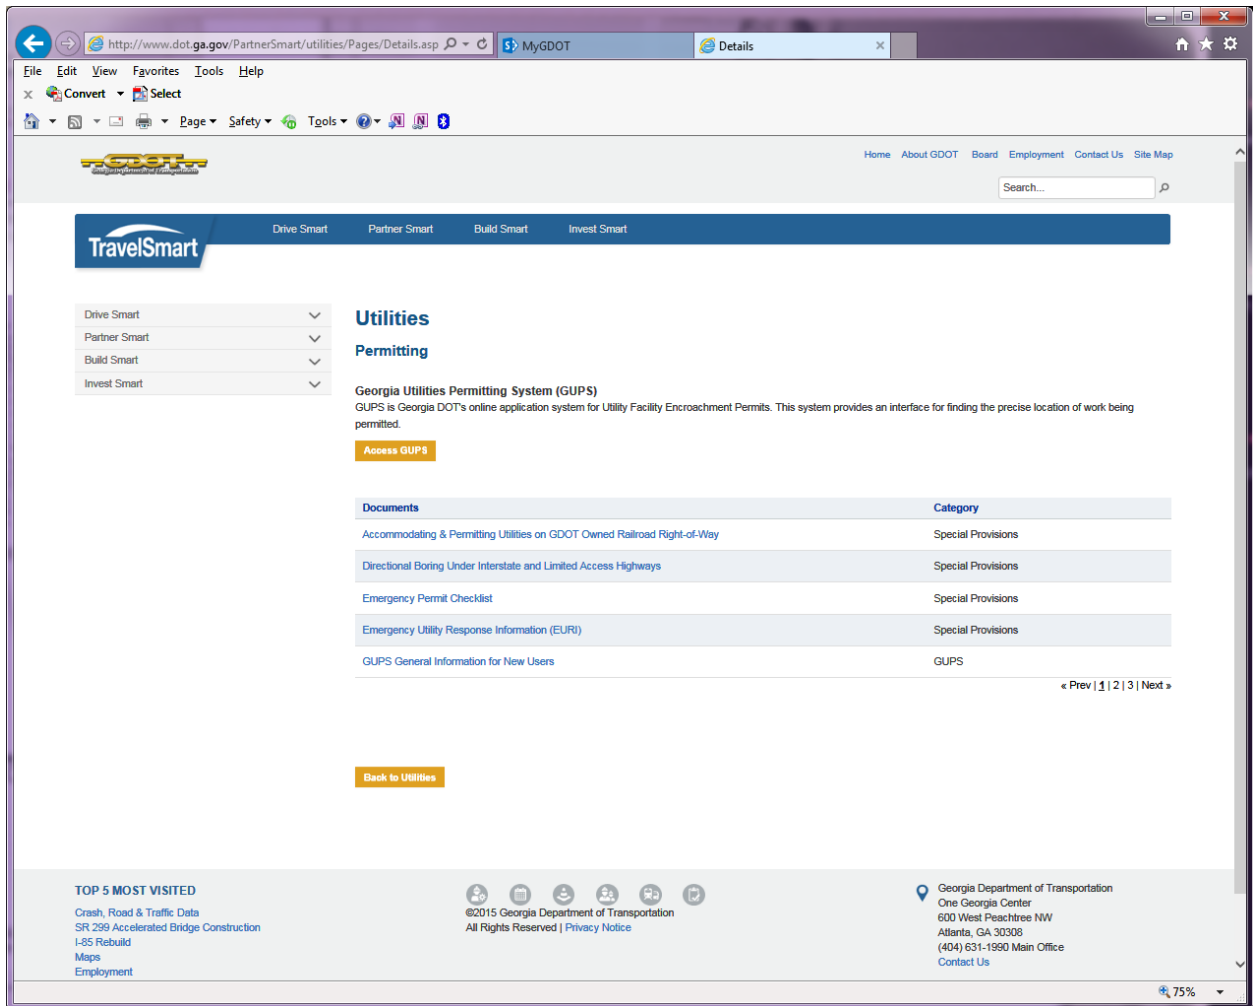 http://www.dot.ga.gov/PartnerSmart/utilities/Pages/Details.asp
MyGDOT
Details
File Edit View Favorites Tools Help
Convert Select
Page Safety Tools
GDOT
Georgia Department of Transportation
Home About GDOT Board Employment Contact Us Site Map
Search...
TravelSmart
Drive Smart Partner Smart Build Smart Invest Smart
Drive Smart
Partner Smart
Build Smart
Invest Smart
Utilities
Permitting
Georgia Utilities Permitting System (GUPS)
GUPS is Georgia DOT's online application system for Utility Facility Encroachment Permits. This system provides an interface for finding the precise location of work being
permitted.
Access GUPS
Documents Category
Accommodating & Permitting Utilities on GDOT Owned Railroad Right-of-Way Special Provisions
Directional Boring Under Interstate and Limited Access Highways Special Provisions
Emergency Permit Checklist Special Provisions
Emergency Utility Response Information (EURI) Special Provisions
GUPS General Information for New Users GUPS
« Prev | 1 | 2 | 3 | Next »
Back to Utilities
TOP 5 MOST VISITED
Crash, Road & Traffic Data
SR 299 Accelerated Bridge Construction
I-85 Rebuild
Maps
Employment
©2015 Georgia Department of Transportation
All Rights Reserved | Privacy Notice
Georgia Department of Transportation
One Georgia Center
600 West Peachtree NW
Atlanta, GA 30308
(404) 631-1990 Main Office
Contact Us
75%